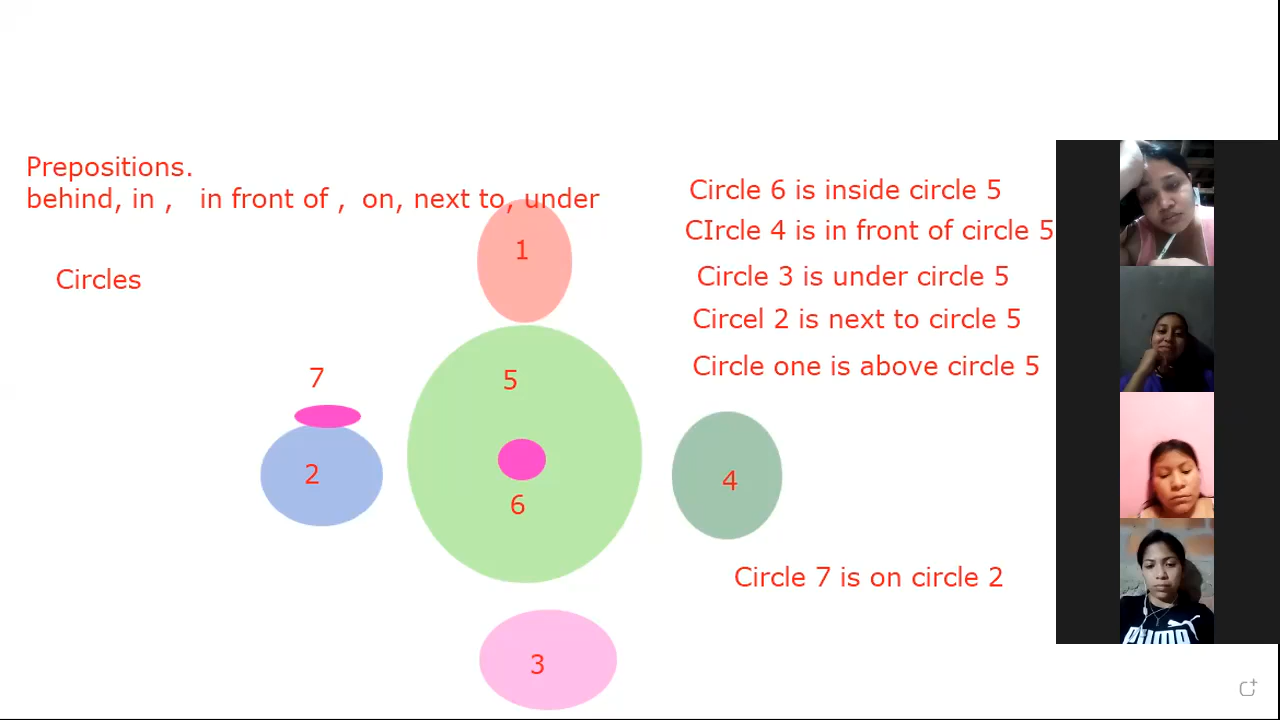 Prepositions.
behind, in ,   in front of ,  on, next to, under
Circles
1
7
5
2
6
4
3
Circle 6 is inside circle 5
CIrcle 4 is in front of circle 5
Circle 3 is under circle 5
Circel 2 is next to circle 5
Circle one is above circle 5
Circle 7 is on circle 2
PUMA